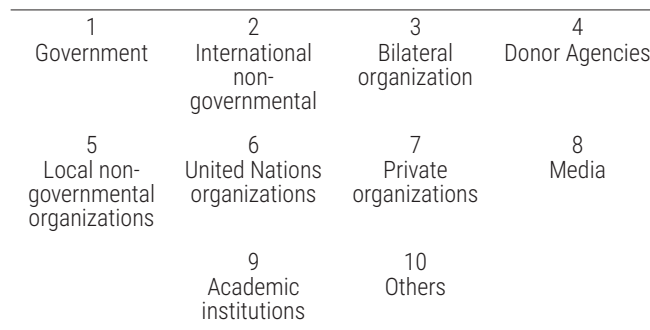 1
Government
2
International
non-
governmental
3
Bilateral
organization
4
Donor Agencies
5
Local non-
governmental
organizations
6
United Nations
organizations
7
Private
organizations
8
Media
9
Academic
institutions
10
Others